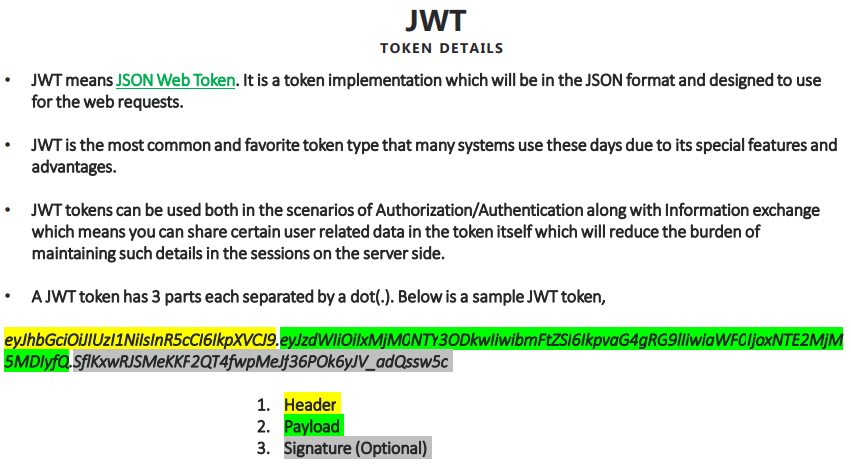 JWT
TOKEN DETAILS
• JWT means JSON Web Token. It is a token implementation which will be in the JSON format and designed to use
for the web requests.
• JWT is the most common and favorite token type that many systems use these days due to its special features and
advantages.
• JWT tokens can be used both in the scenarios of Authorization/Authentication along with Information exchange
which means you can share certain user related data in the token itself which will reduce the burden of
maintaining such details in the sessions on the server side.
• A JWT token has 3 parts each separated by a dot(.). Below is a sample JWT token,
eyJhbGciOiJIUzI1NiIsInR5cCI6IkpXVCJ9.eyJzdWIiOiIxMjM0NTY3ODkwIiwibmFtZSI6IkpvaG4gRG9lIiwiaWF0IjoxNTE2MjM
5MDIyfQ.SflKxwRJSMeKKF2QT4fwpMeJf36POk6yJV_adQssw5c
1. Header
2. Payload
3. Signature (Optional)